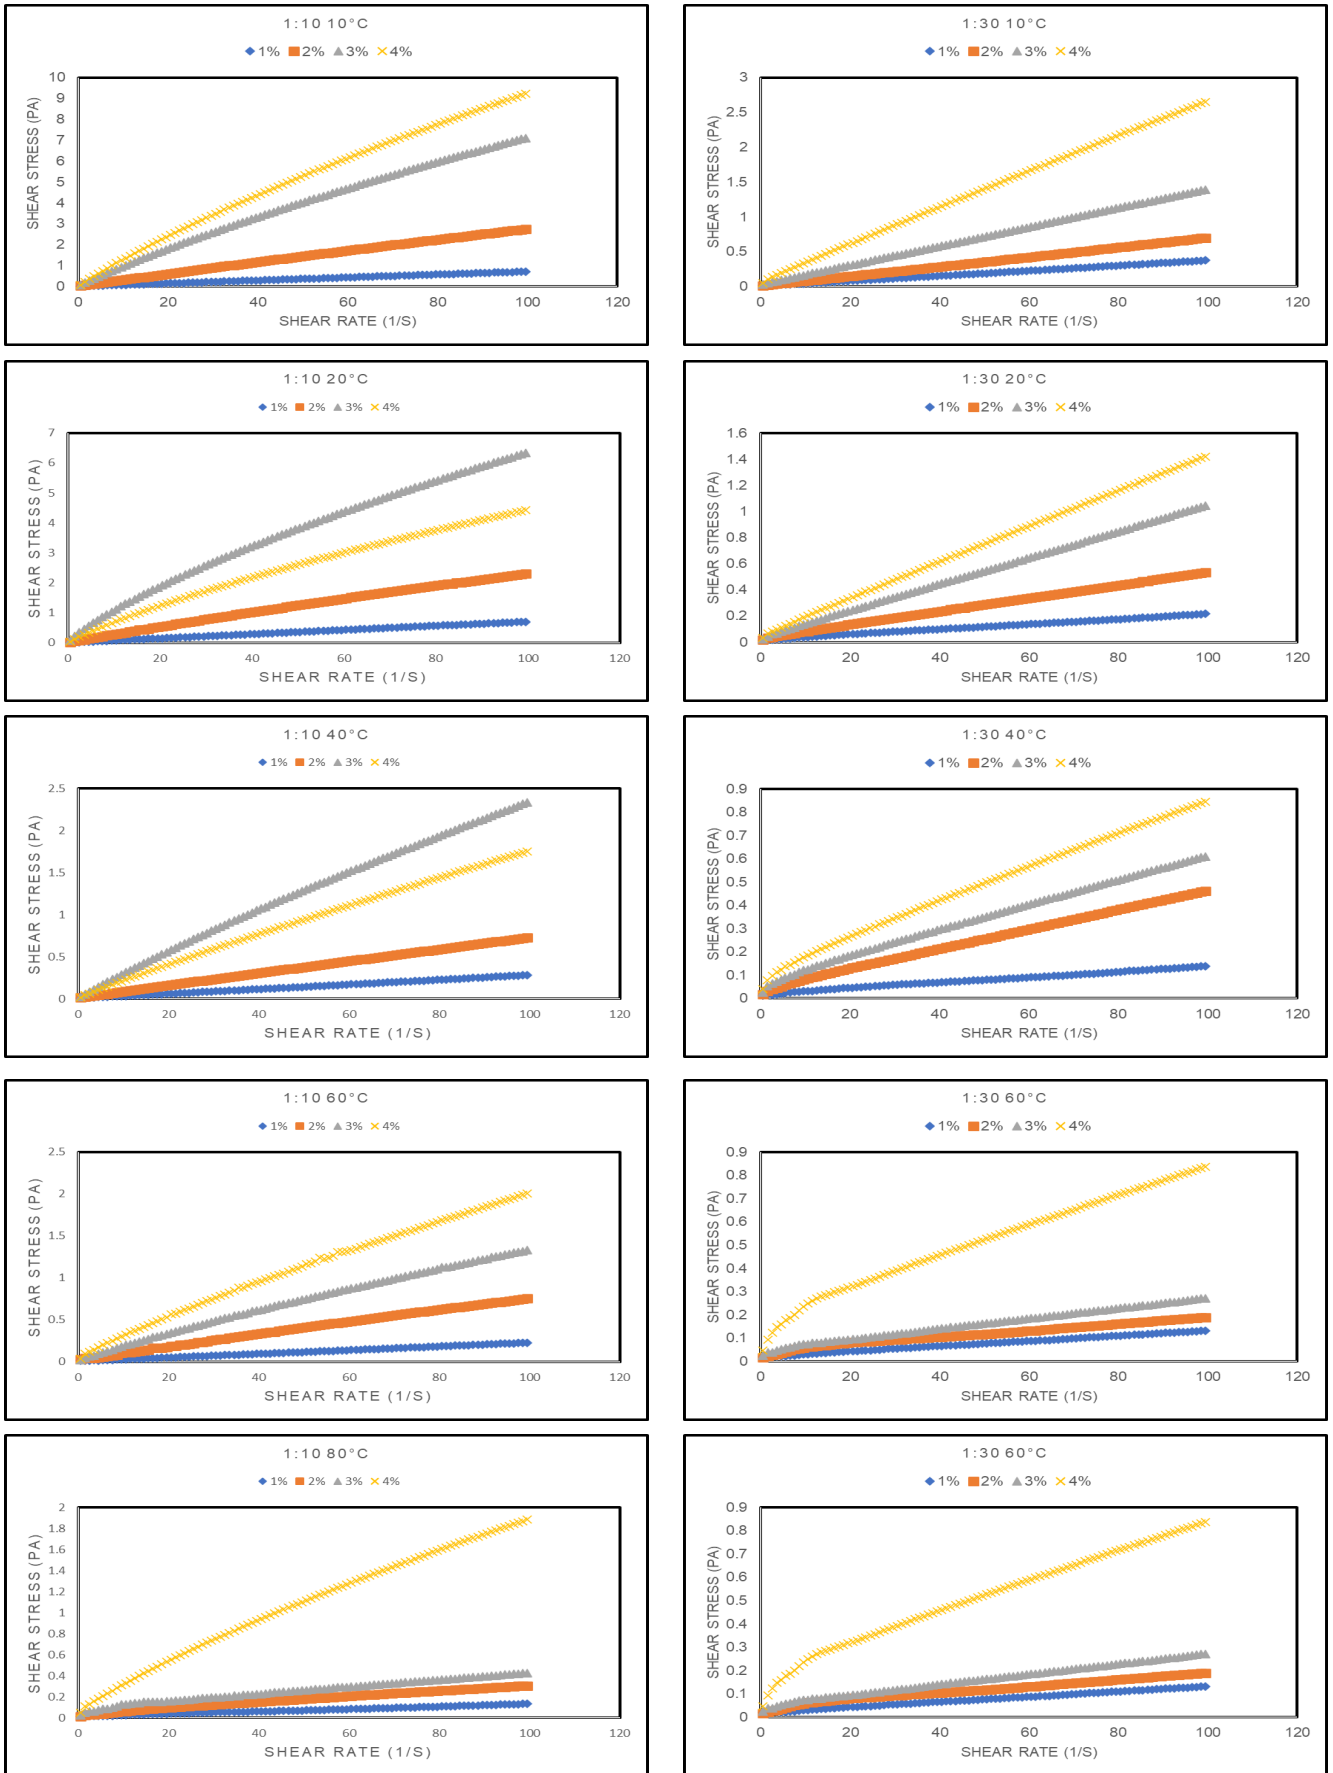 1:10 10°C
1% 2% 3% 4%
10
9
8
7
6
5
4
3
2
1
0
SHEAR STRESS (PA)
0 20 40 60 80 100 120
SHEAR RATE (1/S)
1:30 10°C
1% 2% 3% 4%
3
2.5
2
1.5
1
0.5
0
SHEAR STRESS (PA)
0 20 40 60 80 100 120
SHEAR RATE (1/S)
1:10 20°C
1% 2% 3% 4%
7
6
5
4
3
2
1
0
SHEAR STRESS (PA)
0 20 40 60 80 100 120
SHEAR RATE (1/S)
1:30 20°C
1% 2% 3% 4%
1.6
1.4
1.2
1
0.8
0.6
0.4
0.2
0
SHEAR STRESS (PA)
0 20 40 60 80 100 120
SHEAR RATE (1/S)
1:10 40°C
1% 2% 3% 4%
2.5
2
1.5
1
0.5
0
SHEAR STRESS (PA)
0 20 40 60 80 100 120
SHEAR RATE (1/S)
1:30 40°C
1% 2% 3% 4%
0.9
0.8
0.7
0.6
0.5
0.4
0.3
0.2
0.1
0
SHEAR STRESS (PA)
0 20 40 60 80 100 120
SHEAR RATE (1/S)
1:10 60°C
1% 2% 3% 4%
2.5
2
1.5
1
0.5
0
SHEAR STRESS (PA)
0 20 40 60 80 100 120
SHEAR RATE (1/S)
1:30 60°C
1% 2% 3% 4%
0.9
0.8
0.7
0.6
0.5
0.4
0.3
0.2
0.1
0
SHEAR STRESS (PA)
0 20 40 60 80 100 120
SHEAR RATE (1/S)
1:10 80°C
1% 2% 3% 4%
2
1.8
1.6
1.4
1.2
1
0.8
0.6
0.4
0.2
0
SHEAR STRESS (PA)
0 20 40 60 80 100 120
SHEAR RATE (1/S)
1:30 60°C
1% 2% 3% 4%
0.9
0.8
0.7
0.6
0.5
0.4
0.3
0.2
0.1
0
SHEAR STRESS (PA)
0 20 40 60 80 100 120
SHEAR RATE (1/S)